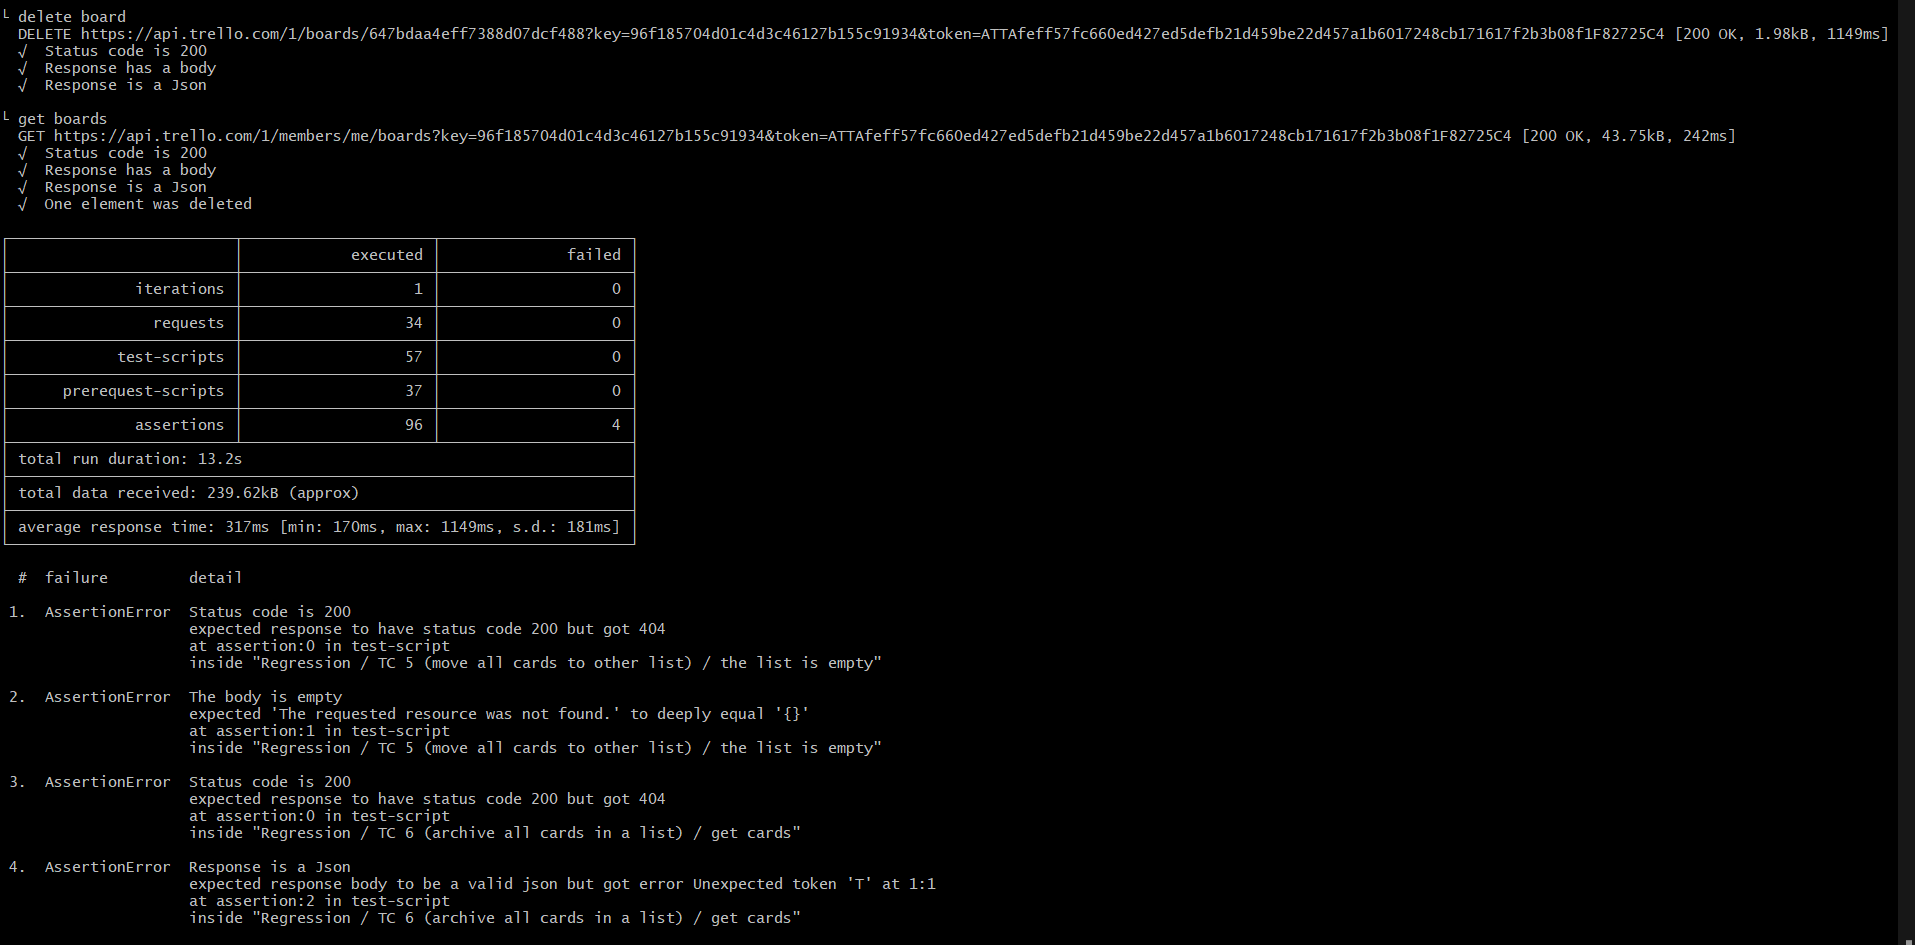 └ delete board
DELETE https://api.trello.com/1/boards/647bdaa4eff7388d07dcf488?key=96f185704d01c4d3c46127b155c91934&token=ATTAfeff57fc660ed427ed5defb21d459be22d457a1b6017248cb171617f2b3b08f1F82725C4 [200 OK, 1.98kB, 1149ms]
√ Status code is 200
√ Response has a body
√ Response is a Json
└ get boards
GET https://api.trello.com/1/members/me/boards?key=96f185704d01c4d3c46127b155c91934&token=ATTAfeff57fc660ed427ed5defb21d459be22d457a1b6017248cb171617f2b3b08f1F82725C4 [200 OK, 43.75kB, 242ms]
√ Status code is 200
√ Response has a body
√ Response is a Json
√ One element was deleted
executed failed
iterations 1 0
requests 34 0
test-scripts 57 0
prerequest-scripts 37 0
assertions 96 4
total run duration: 13.2s
total data received: 239.62kB (approx)
average response time: 317ms [min: 170ms, max: 1149ms, s.d.: 181ms]
# failure detail
1. AssertionError Status code is 200
expected response to have status code 200 but got 404
at assertion:0 in test-script
inside "Regression / TC 5 (move all cards to other list) / the list is empty"
2. AssertionError The body is empty
expected 'The requested resource was not found.' to deeply equal '{}'
at assertion:1 in test-script
inside "Regression / TC 5 (move all cards to other list) / the list is empty"
3. AssertionError Status code is 200
expected response to have status code 200 but got 404
at assertion:0 in test-script
inside "Regression / TC 6 (archive all cards in a list) / get cards"
4. AssertionError Response is a Json
expected response body to be a valid json but got error Unexpected token 'T' at 1:1
at assertion:2 in test-script
inside "Regression / TC 6 (archive all cards in a list) / get cards"